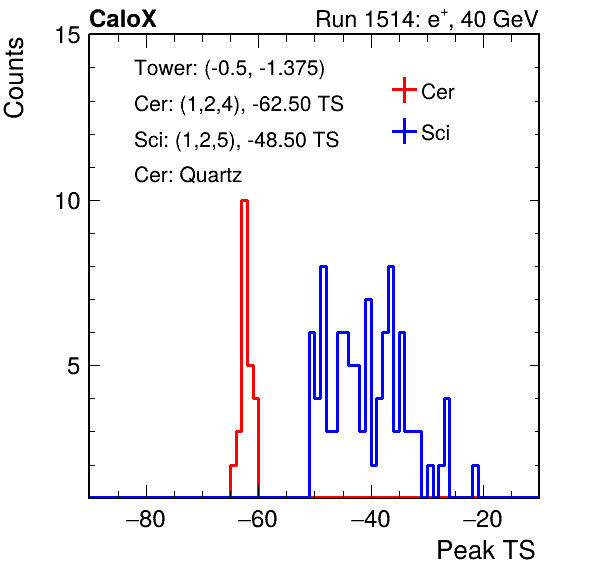 CaloX Run 1514: e⁺, 40 GeV
Counts
15
10
5
Tower: (-0.5, -1.375)
Cer: (1,2,4), -62.50 TS
Sci: (1,2,5), -48.50 TS
Cer: Quartz
Cer
Sci
−80 −60 −40 −20
Peak TS